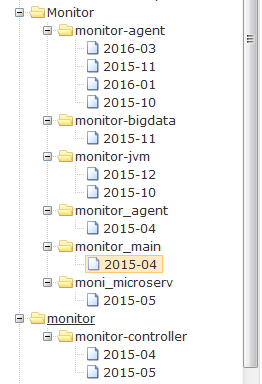 Monitor
monitor-agent
2016-03
2015-11
2016-01
2015-10
monitor-bigdata
2015-11
monitor-jvm
2015-12
2015-10
monitor_agent
2015-04
monitor_main
2015-04
moni_microserv
2015-05
monitor
monitor-controller
2015-04
2015-05